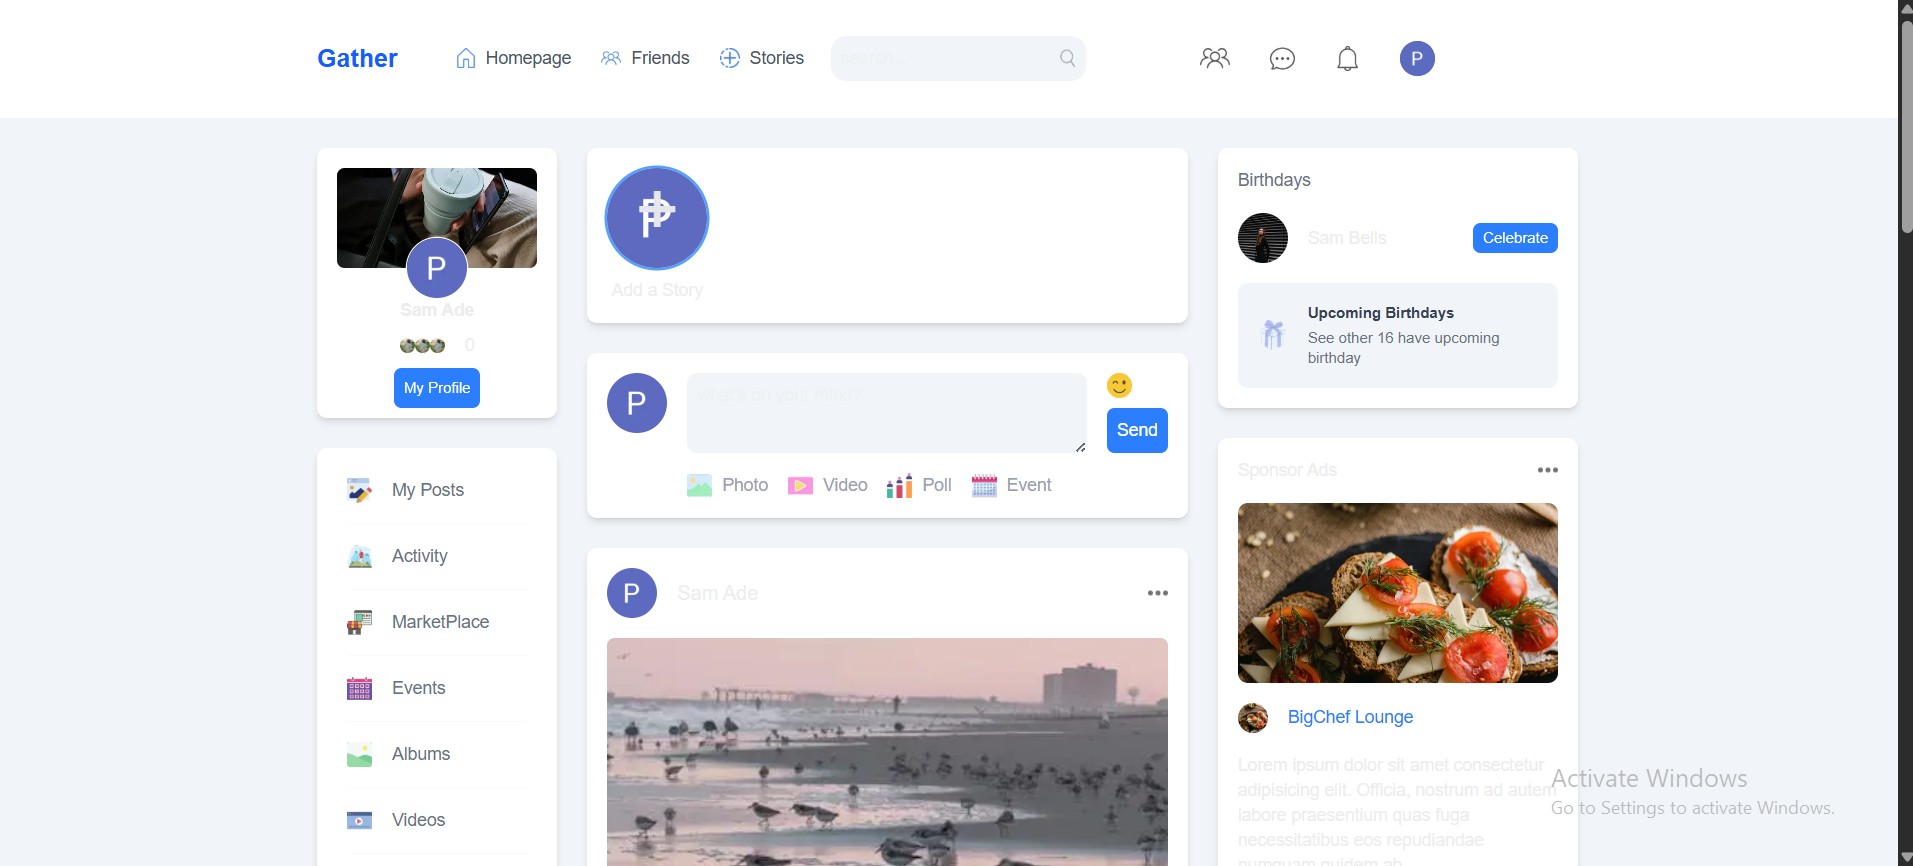 Gather
Homepage
Friends
Stories
search...
P
P
Sam Ade
0
My Profile
My Posts
Activity
MarketPlace
Events
Albums
Videos
P
Add a Story
P
what's on your mind?
Send
Photo
Video
Poll
Event
P
Sam Ade
Birthdays
Sam Bells
Celebrate
Upcoming Birthdays
See other 16 have upcoming
birthday
Sponsor Ads
BigChef Lounge
Lorem ipsum dolor sit amet consectetur
adipisicing elit. Officia, nostrum ad autem
labore praesentium quas fuga
necessitatibus eos repudiandae
numquam quidem ab
Activate Windows
Go to Settings to activate Windows.